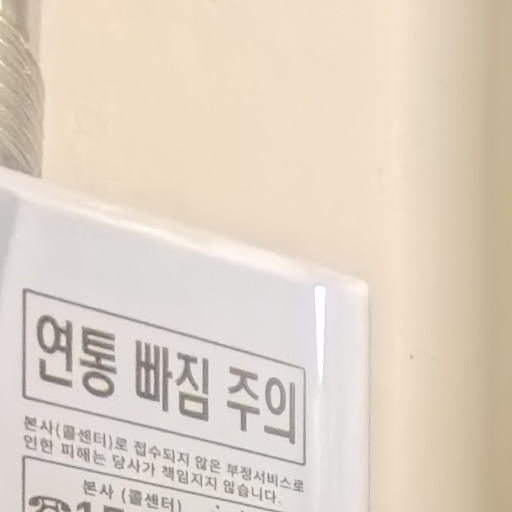 연통 빠짐 주의
본사(콜센터)로 접수되지 않은 부정서비스로
인한 피해는 당사가 책임지지 않습니다.
본사 (콜센터)